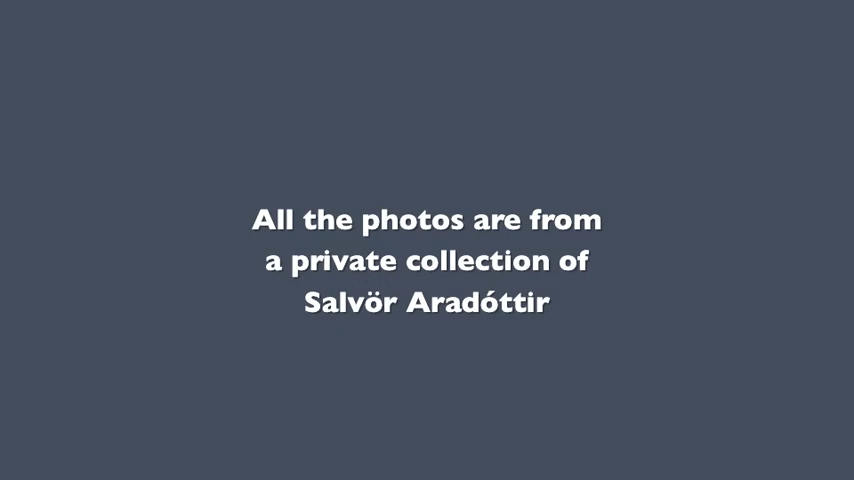 All the photos are from
a private collection of
Salvör Aradóttir